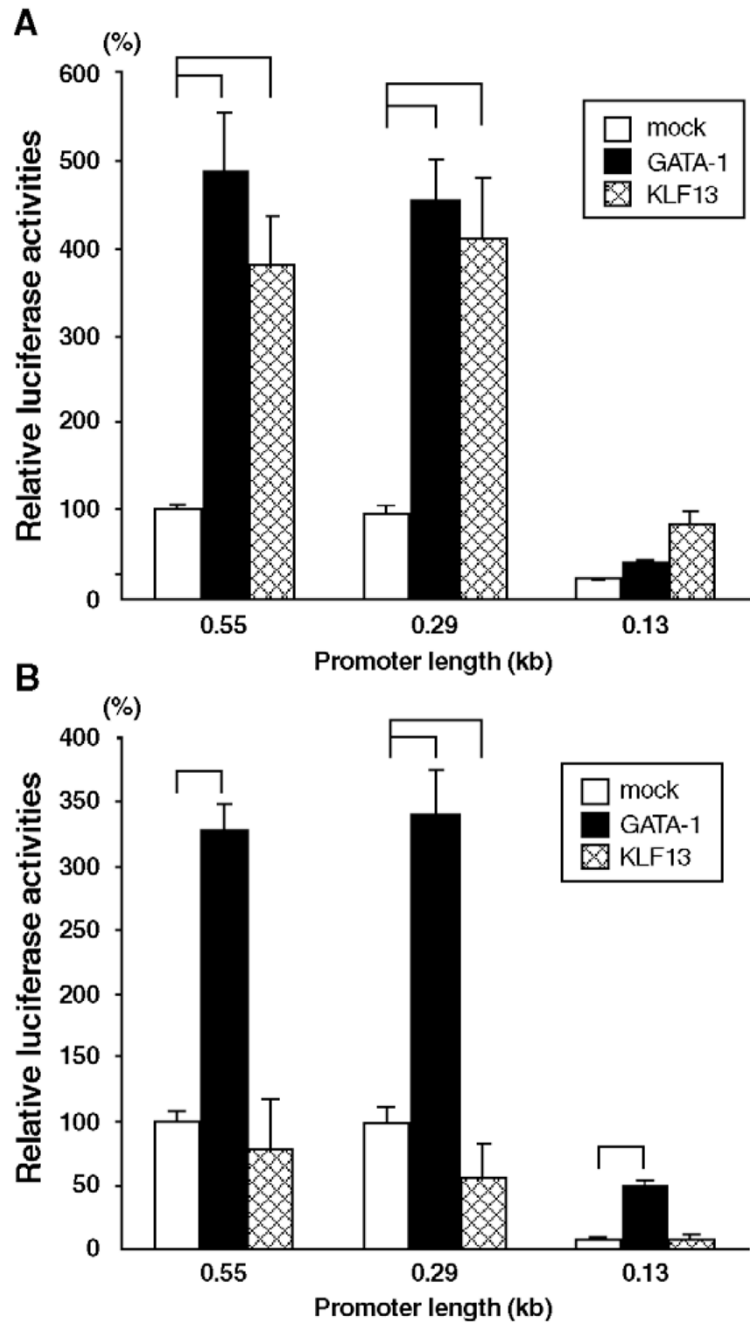 A
(%)
Relative luciferase activities
600
500
400
300
200
100
0
mock
GATA-1
KLF13
0.55 0.29 0.13
Promoter length (kb)
B
(%)
Relative luciferase activities
400
350
300
250
200
150
100
50
0
mock
GATA-1
KLF13
0.55 0.29 0.13
Promoter length (kb)